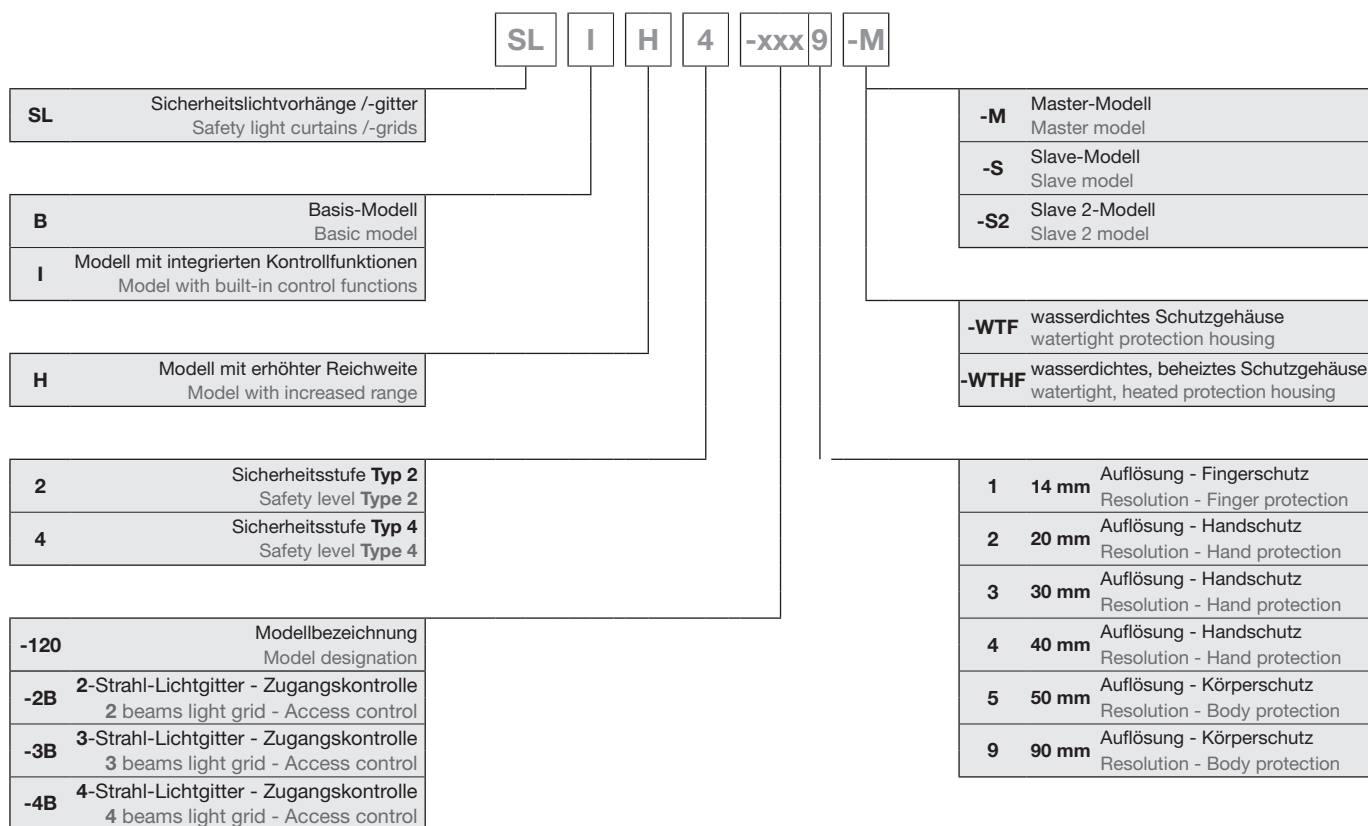 SL I H 4 -xxx 9 -M
SL Sicherheitslichtvorhänge /-gitter
Safety light curtains /-grids
B Basis-Modell
Basic model
I Modell mit integrierten Kontrollfunktionen
Model with built-in control functions
H Modell mit erhöhter Reichweite
Model with increased range
2 Sicherheitsstufe Typ 2
Safety level Type 2
4 Sicherheitsstufe Typ 4
Safety level Type 4
-120 Modellbezeichnung
Model designation
-2B 2-Strahl-Lichtgitter - Zugangskontrolle
2 beams light grid - Access control
-3B 3-Strahl-Lichtgitter - Zugangskontrolle
3 beams light grid - Access control
-4B 4-Strahl-Lichtgitter - Zugangskontrolle
4 beams light grid - Access control
-M Master-Modell
Master model
-S Slave-Modell
Slave model
-S2 Slave 2-Modell
Slave 2 model
-WTF wasserdichtes Schutzgehäuse
watertight protection housing
-WTHF wasserdichtes, beheiztes Schutzgehäuse
watertight, heated protection housing
1 14 mm Auflösung - Fingerschutz
Resolution - Finger protection
2 20 mm Auflösung - Handschutz
Resolution - Hand protection
3 30 mm Auflösung - Handschutz
Resolution - Hand protection
4 40 mm Auflösung - Handschutz
Resolution - Hand protection
5 50 mm Auflösung - Körperschutz
Resolution - Body protection
9 90 mm Auflösung - Körperschutz
Resolution - Body protection